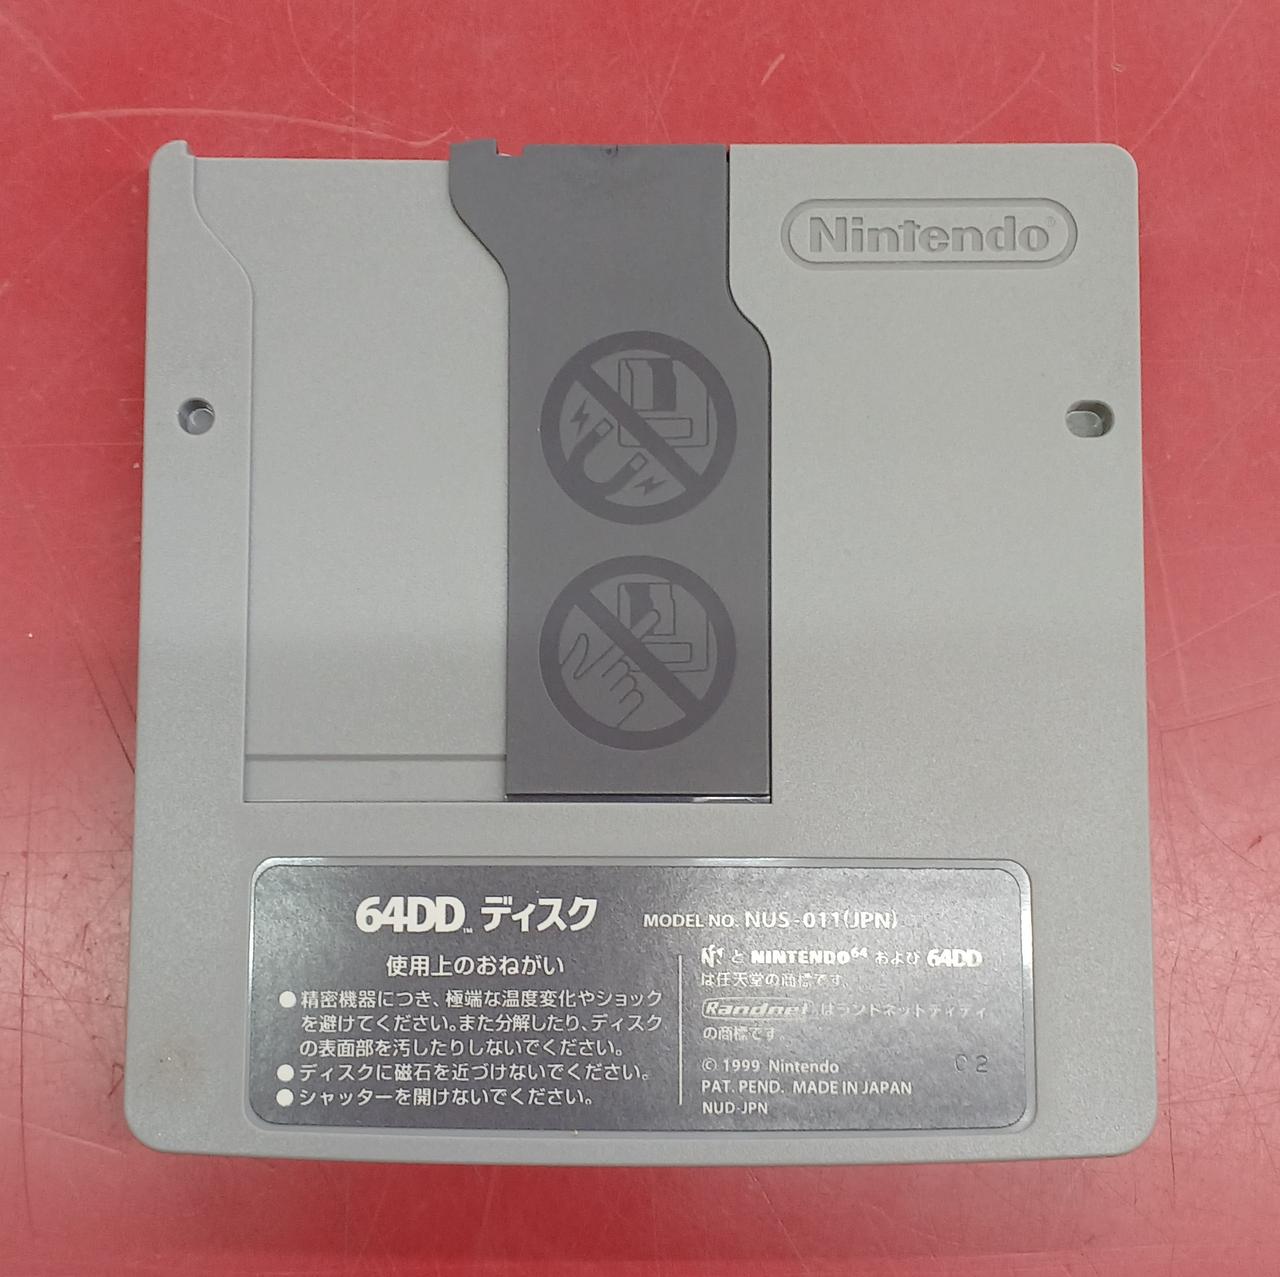 Nintendo®
64DD™ ディスク
MODEL NO. NUS-011(JPN)
使用上のおねがい
●精密機器につき、極端な温度変化やショック
を避けてください。また分解したり、ディスク
の表面部を汚したりしないでください。
●ディスクに磁石を近づけないでください。
●シャッターを開けないでください。
と NINTENDO64 および 64DD
は任天堂の商標です。
Randnet はランドネットディディ
の商標です。
© 1999 Nintendo
02
PAT. PEND. MADE IN JAPAN
NUD-JPN